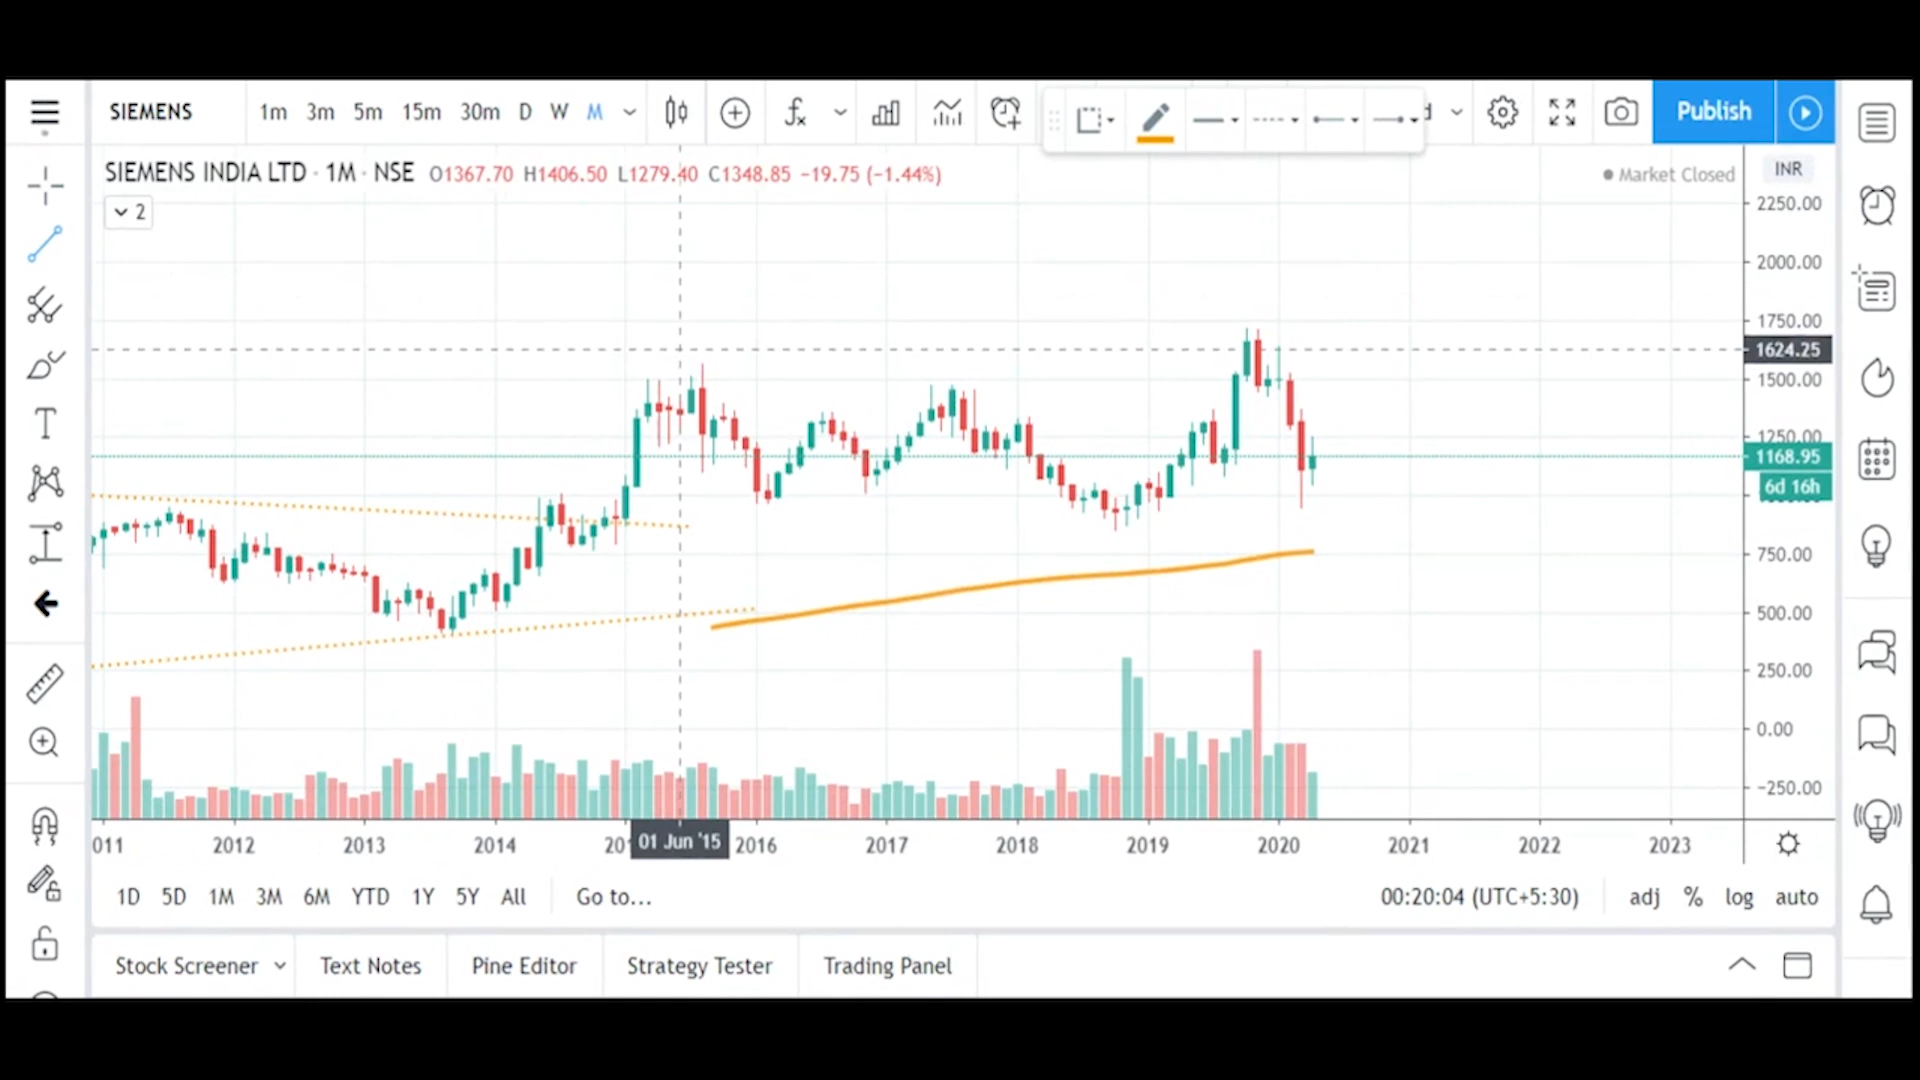 SIEMENS 1m 3m 5m 15m 30m D W M Publish
SIEMENS INDIA LTD · 1M · NSE O1367.70 H1406.50 L1279.40 C1348.85 −19.75 (−1.44%) Market Closed INR
2
2250.00
2000.00
1750.00
1624.25
1500.00
1250.00
1168.95
6d 16h
750.00
500.00
250.00
0.00
−250.00
011 2012 2013 2014 20 01 Jun '15 2016 2017 2018 2019 2020 2021 2022 2023
1D 5D 1M 3M 6M YTD 1Y 5Y All Go to... 00:20:04 (UTC+5:30) adj % log auto
Stock Screener Text Notes Pine Editor Strategy Tester Trading Panel